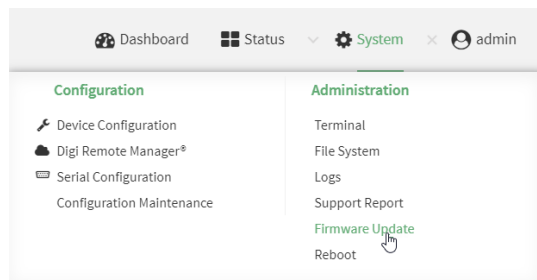 Dashboard Status System admin
Configuration
Device Configuration
Digi Remote Manager®
Serial Configuration
Configuration Maintenance
Administration
Terminal
File System
Logs
Support Report
Firmware Update
Reboot